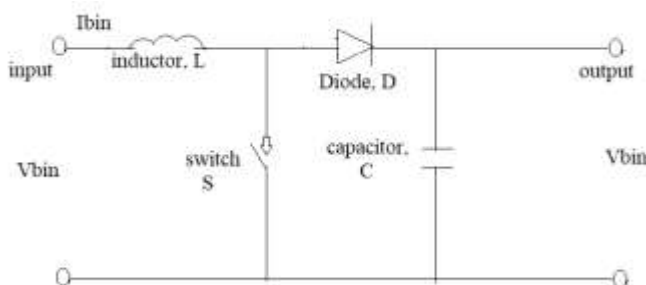 Ibin
input
inductor, L
Diode, D
output
Vbin
switch
S
capacitor,
C
Vbin